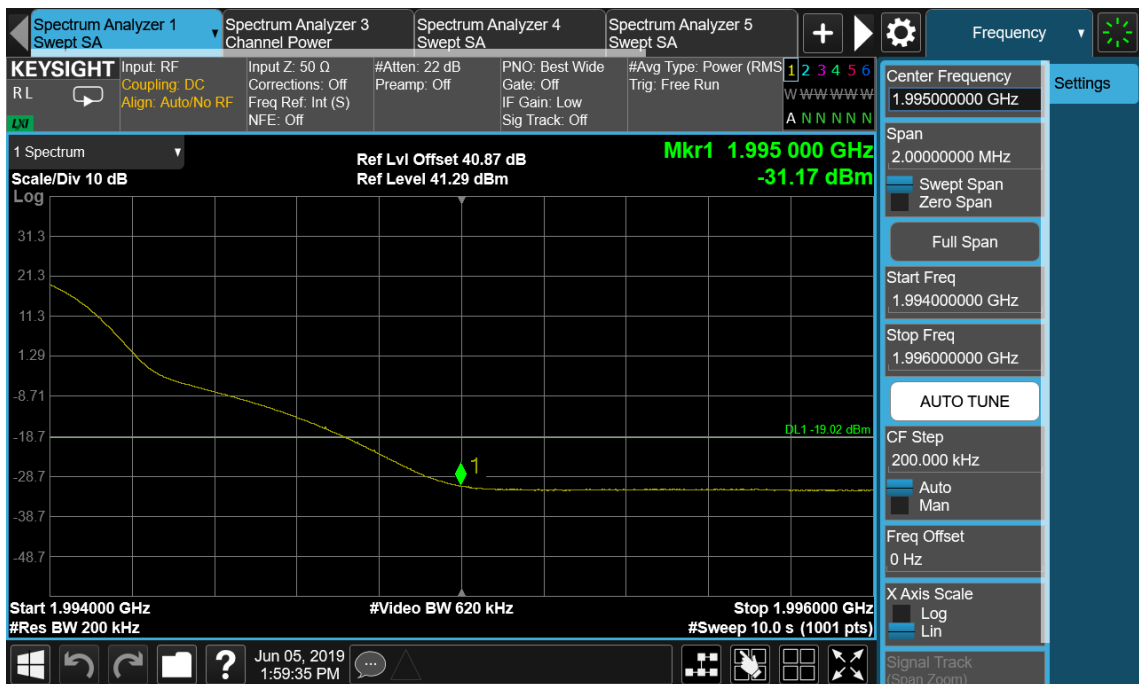 Spectrum Analyzer 1
Swept SA
Spectrum Analyzer 3
Channel Power
Spectrum Analyzer 4
Swept SA
Spectrum Analyzer 5
Swept SA
+
Frequency
KEYSIGHT
RL
LXI
Input: RF
Coupling: DC
Align: Auto/No RF
Input Z: 50 Ω
Corrections: Off
Freq Ref: Int (S)
NFE: Off
#Atten: 22 dB
Preamp: Off
PNO: Best Wide
Gate: Off
IF Gain: Low
Sig Track: Off
#Avg Type: Power (RMS
Trig: Free Run
1 2 3 4 5 6
W W W W W W
A N N N N N
1 Spectrum
Scale/Div 10 dB
Log
Ref Lvl Offset 40.87 dB
Ref Level 41.29 dBm
Mkr1 1.995 000 GHz
-31.17 dBm
31.3
21.3
11.3
1.29
-8.71
-18.7
-28.7
-38.7
-48.7
DL1 -19.02 dBm
1
Start 1.994000 GHz
#Res BW 200 kHz
#Video BW 620 kHz
Stop 1.996000 GHz
#Sweep 10.0 s (1001 pts)
Center Frequency
1.995000000 GHz
Settings
Span
2.00000000 MHz
Swept Span
Zero Span
Full Span
Start Freq
1.994000000 GHz
Stop Freq
1.996000000 GHz
AUTO TUNE
CF Step
200.000 kHz
Auto
Man
Freq Offset
0 Hz
X Axis Scale
Log
Lin
Signal Track
(Span Zoom)
?
Jun 05, 2019
1:59:35 PM